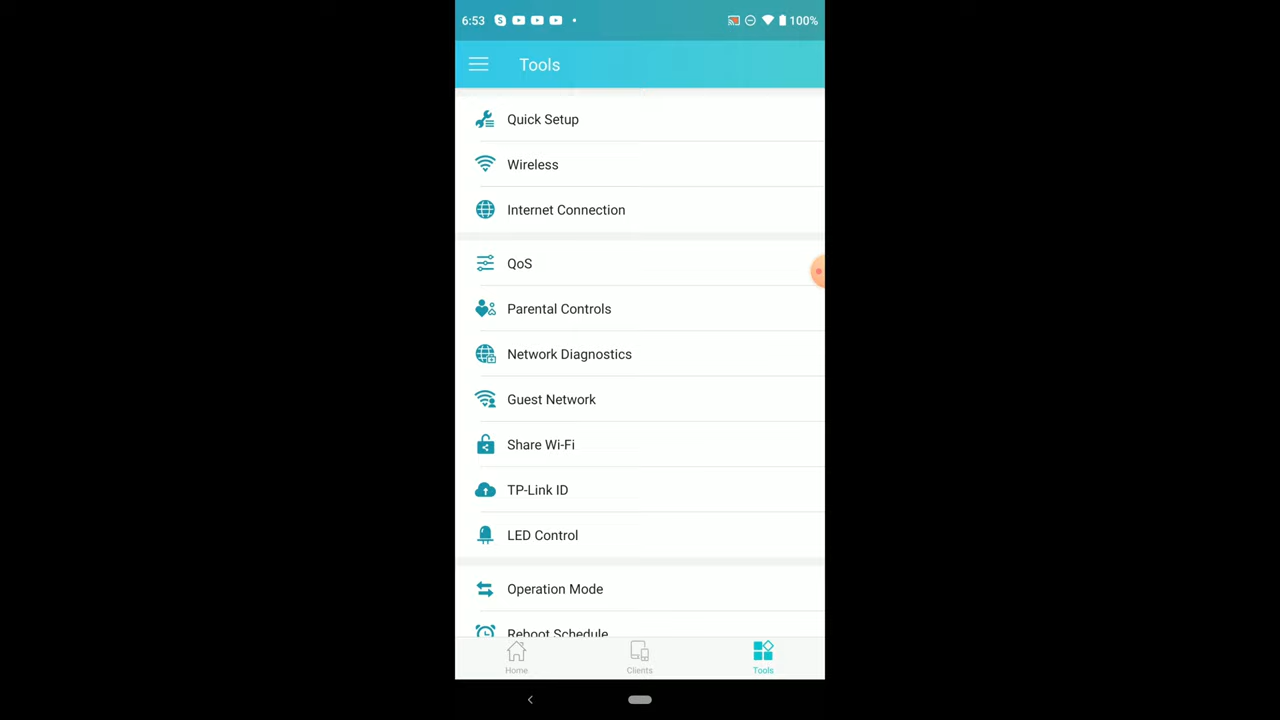 6:53
100%
Tools
Quick Setup
Wireless
Internet Connection
QoS
Parental Controls
Network Diagnostics
Guest Network
Share Wi-Fi
TP-Link ID
LED Control
Operation Mode
Reboot Schedule
Home
Clients
Tools